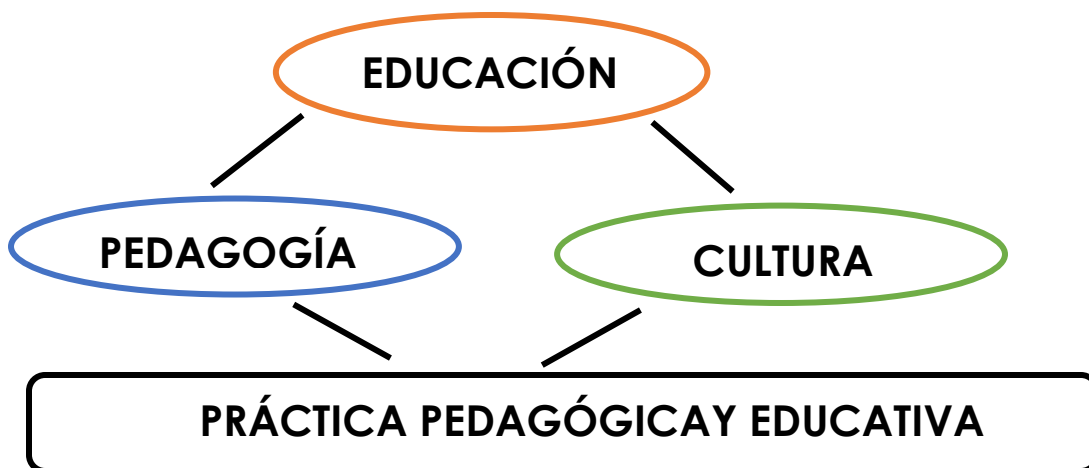 EDUCACIÓN
PEDAGOGÍA
CULTURA
PRÁCTICA PEDAGÓGICAY EDUCATIVA